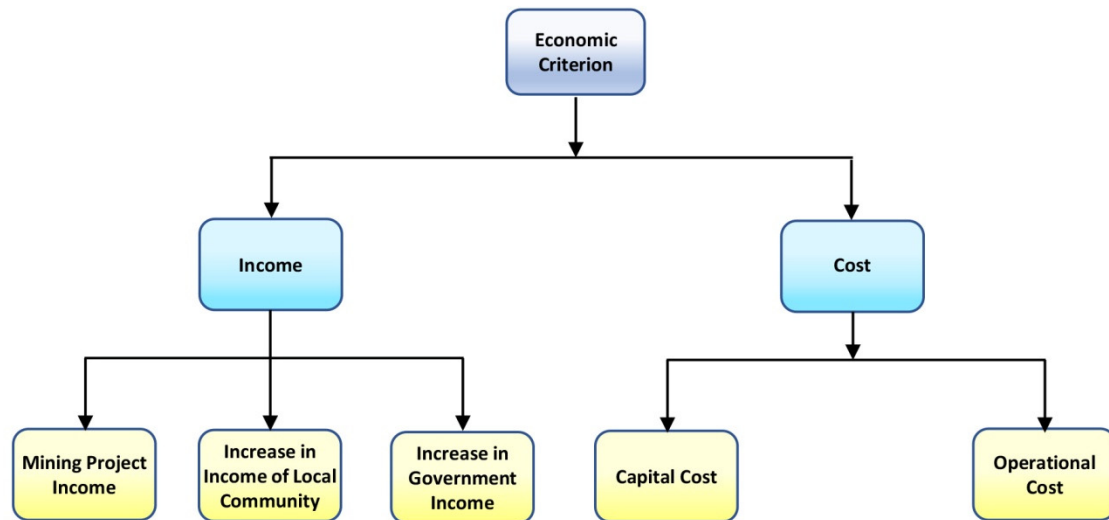 Economic
Criterion
Income
Cost
Mining Project
Income
Increase in
Income of Local
Community
Increase in
Government
Income
Capital Cost
Operational
Cost